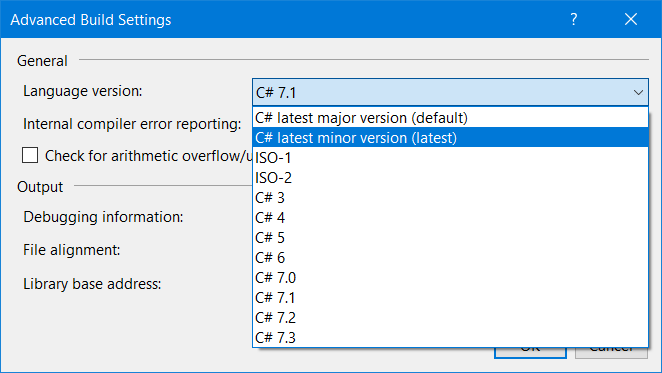 Advanced Build Settings
?
General
Language version:
C# 7.1
C# latest major version (default)
Internal compiler error reporting:
C# latest minor version (latest)
Check for arithmetic overflow/u
ISO-1
ISO-2
Output
C# 3
Debugging information:
C# 4
C# 5
File alignment:
C# 6
C# 7.0
Library base address:
C# 7.1
C# 7.2
C# 7.3
OK
Cancel